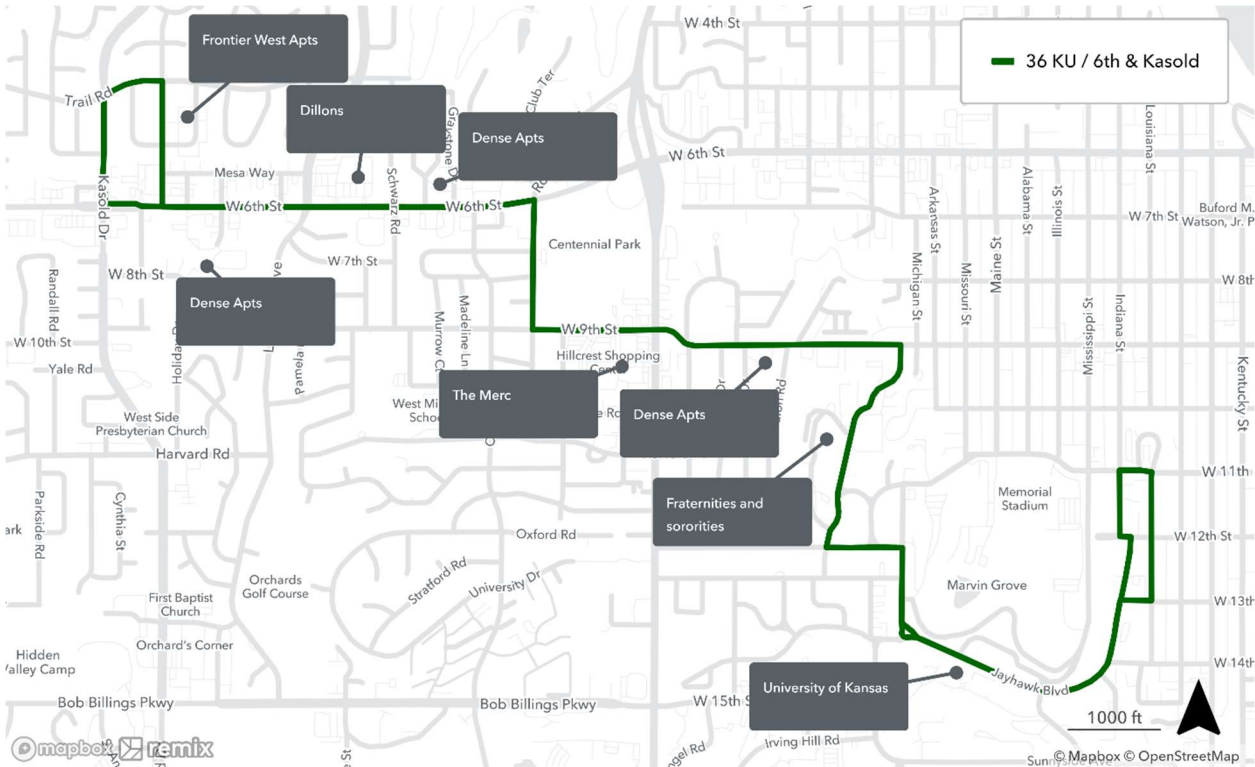 W 4th St
Frontier West Apts
36 KU / 6th & Kasold
Trail Rd
Dillons
Club Ter
Dense Apts
Louisiana St
W 6th St
Mesa Way
Schwarz Rd
Kasold Dr
W 6th St
W 6th St
Arkansas St
Alabama St
Illinois St
W 7th St
Buford M.
Watson, Jr. P
Centennial Park
Maine St
Michigan St
Missouri St
W 7th St
W 8th St
W 8th
Randall Rd
Dense Apts
Madeline Ln
Murrow Ct
Mississippi St
Indiana St
W 9th St
W 10th St
Hillcrest Shopping
Yale Rd
Kentucky St
The Merc
Dense Apts
West Side
Presbyterian Church
Harvard Rd
W 11th
Parkside Rd
Cynthia St
Fraternities and
sororities
Memorial
Stadium
Oxford Rd
W 12th St
Stratford Rd
University Dr
Orchards
Golf Course
Marvin Grove
First Baptist
Church
W 13th
Orchard's Corner
Hidden
Valley Camp
W 14th
University of Kansas
Jayhawk Blvd
Bob Billings Pkwy
Bob Billings Pkwy
W 15th S
1000 ft
Irving Hill Rd
mapbox remix
© Mapbox © OpenStreetMap